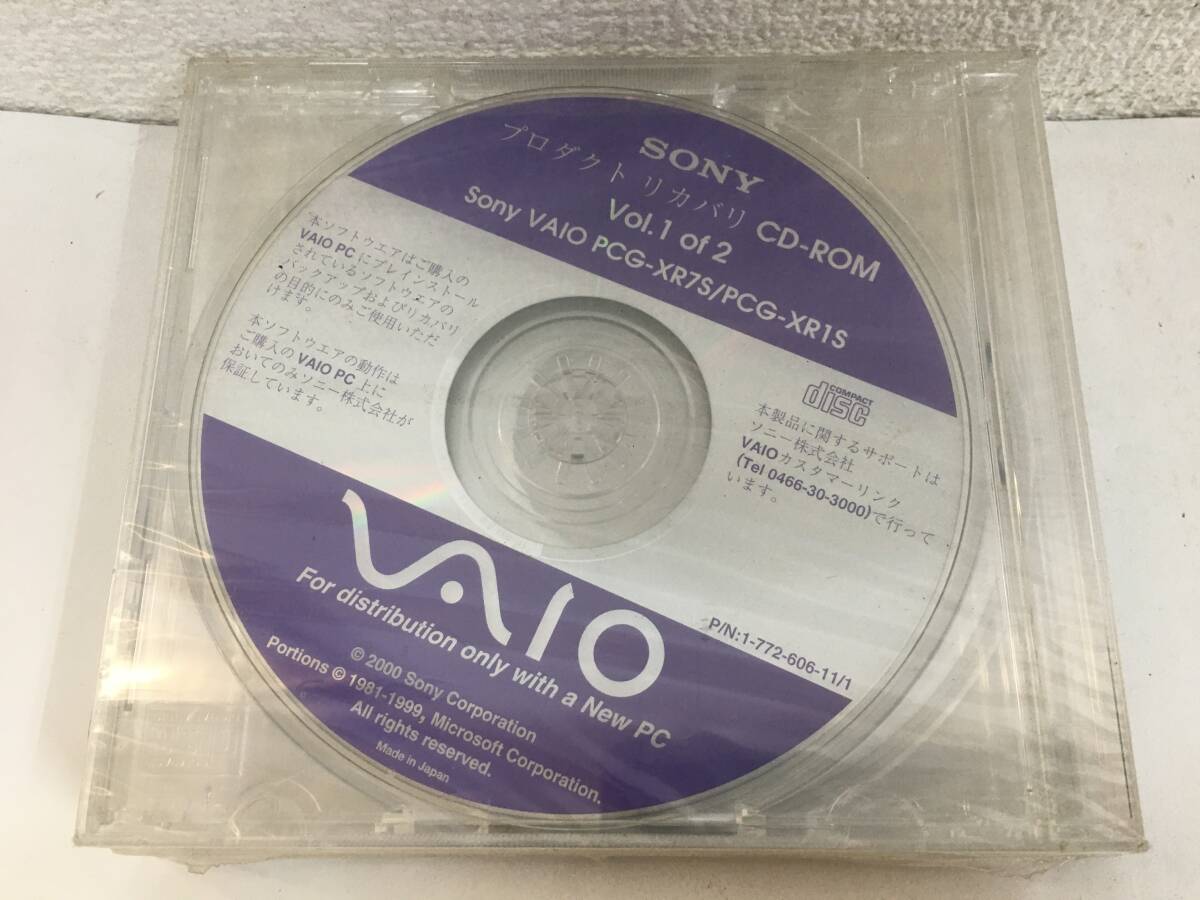 SONY
プロダクト リカバリ CD-ROM
Vol.1 of 2
Sony VAIO PCG-XR7S/PCG-XR1S
本ソフトウエアはご購入の
VAIO PCにプレインストール
されているソフトウエアの
バックアップおよびリカバリ
の目的にのみご使用いただ
けます。
本ソフトウエアの動作は
ご購入のVAIO PC上に
おいてのみソニー株式会社が
保証しています。
COMPACT
disc
本製品に関するサポートは
ソニー株式会社
VAIOカスタマーリンク
(Tel 0466-30-3000)で行って
います。
P/N:1-772-606-11/1
VAIO
For distribution only with a New PC
© 2000 Sony Corporation
Portions © 1981-1999, Microsoft Corporation.
All rights reserved.
Made in Japan